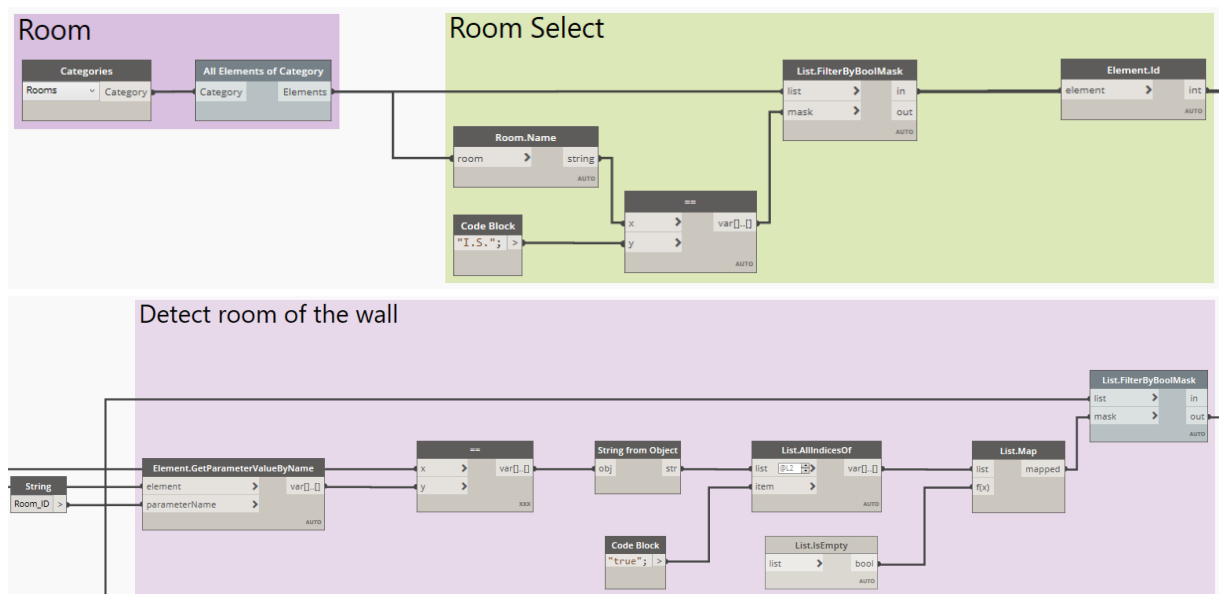 Room
Room Select
Categories
Rooms
Category
All Elements of Category
Category Elements
List.FilterByBoolMask
list > in
mask > out
AUTO
Element.Id
element > int
AUTO
Room.Name
room > string
AUTO
Code Block
"I.S."; >
==
x > var[]..[]
y >
AUTO
Detect room of the wall
List.FilterByBoolMask
list > in
mask > out
AUTO
String
Room_ID >
Element.GetParameterValueByName
element > var[]..[]
parameterName >
AUTO
==
x > var[]..[]
y >
XXX
String from Object
obj str
List.AllIndicesOf
list @L2 > var[]..[]
item >
AUTO
List.Map
list mapped
f(x)
Code Block
"true"; >
List.IsEmpty
list > bool
AUTO